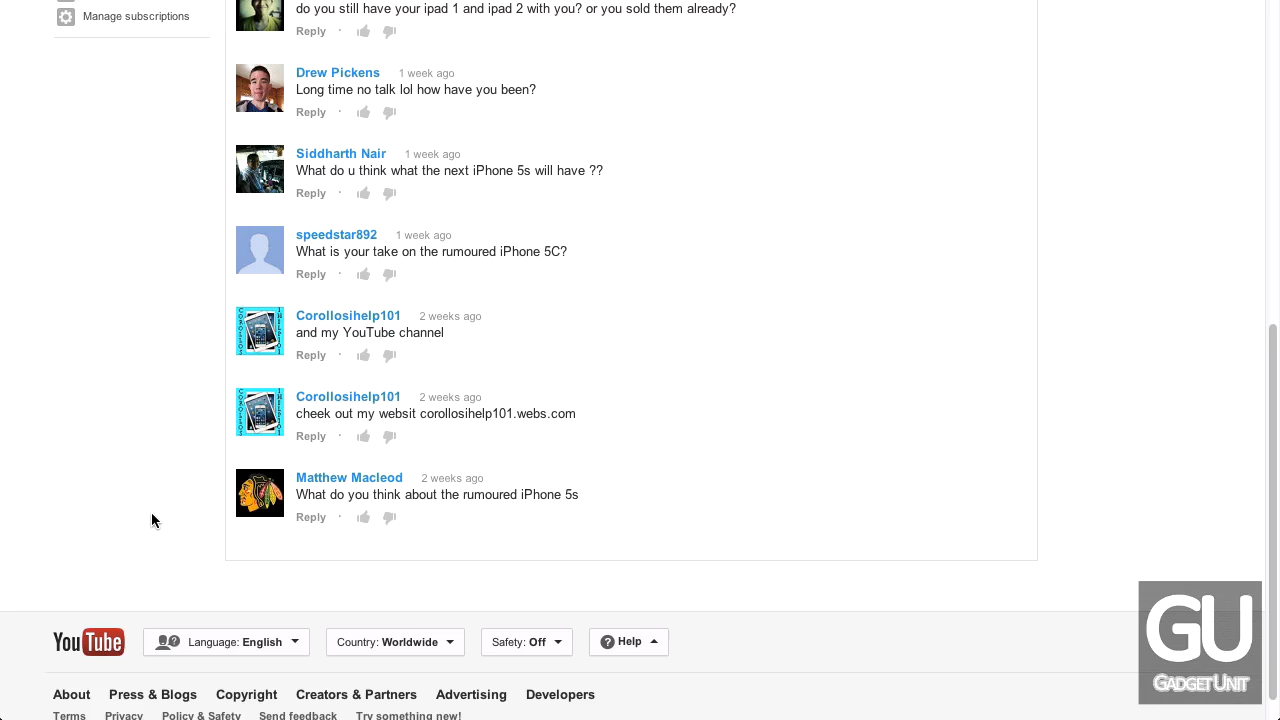 do you still have your ipad 1 and ipad 2 with you? or you sold them already?
Manage subscriptions
Reply ·
Drew Pickens 1 week ago
Long time no talk lol how have you been?
Reply ·
Siddharth Nair 1 week ago
What do u think what the next iPhone 5s will have ??
Reply ·
speedstar892 1 week ago
What is your take on the rumoured iPhone 5C?
Reply ·
Corollosihelp101 2 weeks ago
and my YouTube channel
Reply ·
Corollosihelp101 2 weeks ago
cheek out my websit corollosihelp101.webs.com
Reply ·
Matthew Macleod 2 weeks ago
What do you think about the rumoured iPhone 5s
Reply ·
YouTube Language: English Country: Worldwide Safety: Off Help
About Press & Blogs Copyright Creators & Partners Advertising Developers
Terms Privacy Policy & Safety Send feedback Try something new!
GU
GADGETUNIT